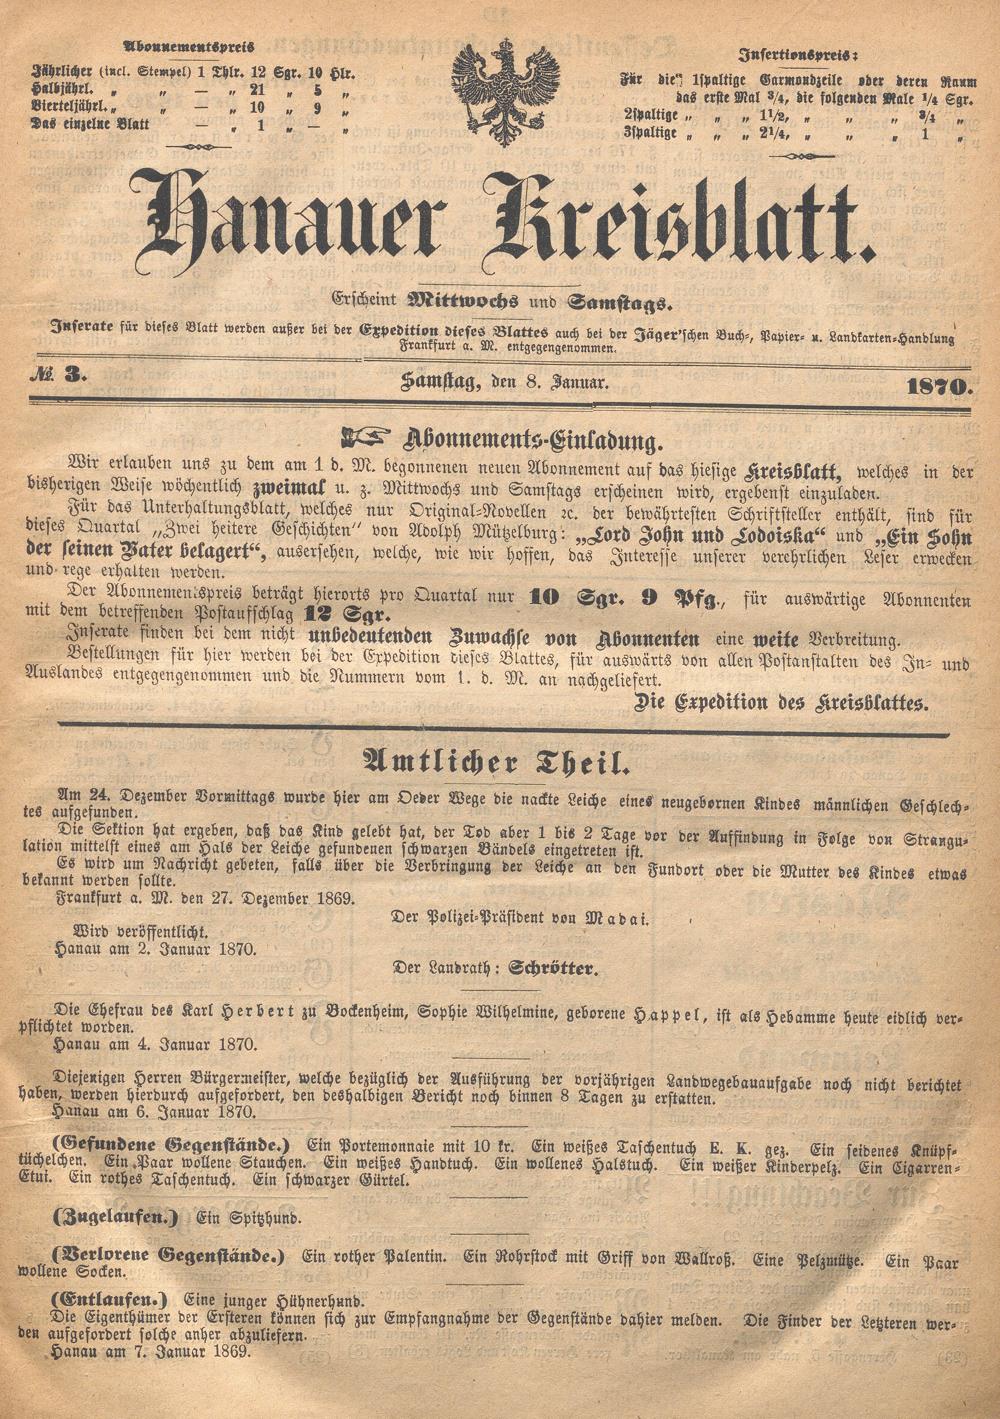 Abonnementspreis
Jährlicher (incl. Stempel) 1 Thlr. 12 Sgr. 10 Hlr.
Halbjährl. „ „ — „ 21 „ 5 „
Vierteljährl. „ „ — „ 10 „ 9 „
Das einzelne Blatt — „ 1 „ — „
Insertionspreis:
Für die 1spaltige Garmondzeile oder deren Raum
das erste Mal 3/4, die folgenden Male 1/4 Sgr.
2spaltige „ „ „ 1 1/2, „ „ „ 3/4 „
3spaltige „ „ „ 2 1/4, „ „ „ 1 „
Hanauer Kreisblatt.
Erscheint Mittwochs und Samstags.
Inserate für dieses Blatt werden außer bei der Expedition dieses Blattes auch bei der Jäger'schen Buch-, Papier- u. Landkarten-Handlung
Frankfurt a. M. entgegengenommen.
№ 3. Samstag, den 8. Januar. 1870.
☞ Abonnements-Einladung.
Wir erlauben uns zu dem am 1 d. M. begonnenen neuen Abonnement auf das hiesige Kreisblatt, welches in der
bisherigen Weise wöchentlich zweimal u. z. Mittwochs und Samstags erscheinen wird, ergebenst einzuladen.
Für das Unterhaltungsblatt, welches nur Original-Novellen ꝛc. der bewährtesten Schriftsteller enthält, sind für
dieses Quartal „Zwei heitere Geschichten“ von Adolph Mützelburg: „Lord John und Lodoiska“ und „Ein Sohn
der seinen Vater belagert“, ausersehen, welche, wie wir hoffen, das Interesse unserer verehrlichen Leser erwecken
und rege erhalten werden.
Der Abonnementspreis beträgt hierorts pro Quartal nur 10 Sgr. 9 Pfg., für auswärtige Abonnenten
mit dem betreffenden Postaufschlag 12 Sgr.
Inserate finden bei dem nicht unbedeutenden Zuwachse von Abonnenten eine weite Verbreitung.
Bestellungen für hier werden bei der Expedition dieses Blattes, für auswärts von allen Postanstalten des In- und
Auslandes entgegengenommen und die Nummern vom 1. d. M. an nachgeliefert.
Die Expedition des Kreisblattes.
Amtlicher Theil.
Am 24. Dezember Vormittags wurde hier am Oeder Wege die nackte Leiche eines neugebornen Kindes männlichen Geschlech-
tes aufgefunden.
Die Sektion hat ergeben, daß das Kind gelebt hat, der Tod aber 1 bis 2 Tage vor der Auffindung in Folge von Strangu-
lation mittelst eines am Hals der Leiche gefundenen schwarzen Bändels eingetreten ist.
Es wird um Nachricht gebeten, falls über die Verbringung der Leiche an den Fundort oder die Mutter des Kindes etwas
bekannt werden sollte.
Frankfurt a. M. den 27. Dezember 1869.
Der Polizei-Präsident von Madai.
Wird veröffentlicht.
Hanau am 2. Januar 1870.
Der Landrath: Schrötter.
Die Ehefrau des Karl Herbert zu Bockenheim, Sophie Wilhelmine, geborene Happel, ist als Hebamme heute eidlich ver-
pflichtet worden.
Hanau am 4. Januar 1870.
Diejenigen Herren Bürgermeister, welche bezüglich der Ausführung der vorjährigen Landwegebauaufgabe noch nicht berichtet
haben, werden hierdurch aufgefordert, den deshalbigen Bericht noch binnen 8 Tagen zu erstatten.
Hanau am 6. Januar 1870.
(Gefundene Gegenstände.) Ein Portemonnaie mit 10 kr. Ein weißes Taschentuch E. K. gez. Ein seidenes Knüpf-
tüchelchen. Ein Paar wollene Stauchen. Ein weißes Handtuch. Ein wollenes Halstuch. Ein weißer Kinderpelz. Ein Cigarren-
Etui. Ein rothes Taschentuch. Ein schwarzer Gürtel.
(Zugelaufen.) Ein Spitzhund.
(Verlorene Gegenstände.) Ein rother Palentin. Ein Rohrstock mit Griff von Wallroß. Eine Pelzmütze. Ein Paar
wollene Socken.
(Entlaufen.) Eine junger Hühnerhund.
Die Eigenthümer der Ersteren können sich zur Empfangnahme der Gegenstände dahier melden. Die Finder der Letzteren wer-
den aufgefordert solche anher abzuliefern.
Hanau am 7. Januar 1869.